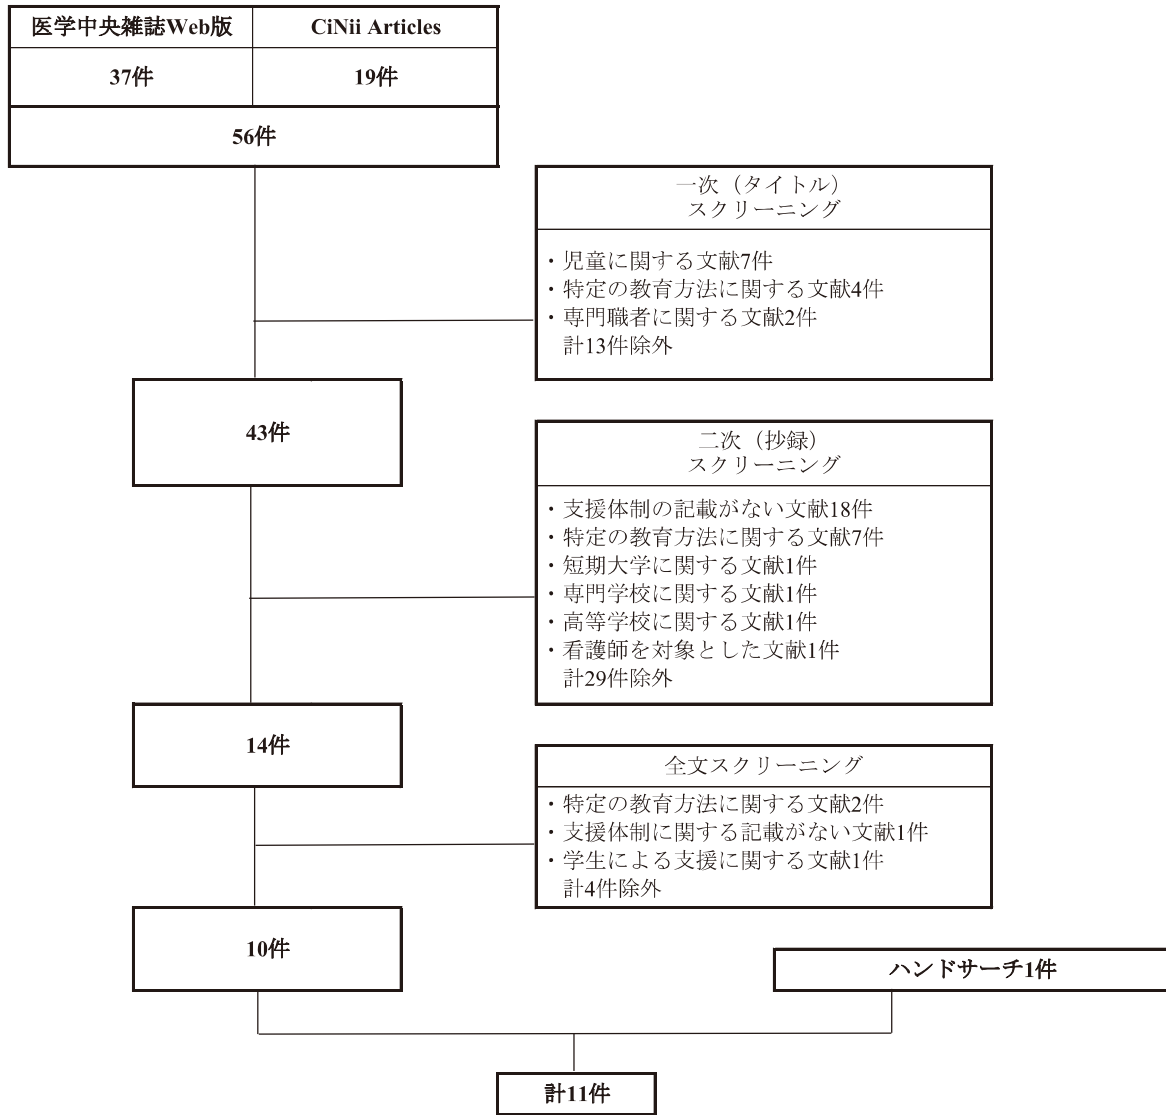 医学中央雑誌Web版
CiNii Articles
37件
19件
56件
一次（タイトル）
スクリーニング
・児童に関する文献7件
・特定の教育方法に関する文献4件
・専門職者に関する文献2件
計13件除外
43件
二次（抄録）
スクリーニング
・支援体制の記載がない文献18件
・特定の教育方法に関する文献7件
・短期大学に関する文献1件
・専門学校に関する文献1件
・高等学校に関する文献1件
・看護師を対象とした文献1件
計29件除外
14件
全文スクリーニング
・特定の教育方法に関する文献2件
・支援体制に関する記載がない文献1件
・学生による支援に関する文献1件
計4件除外
10件
ハンドサーチ1件
計11件